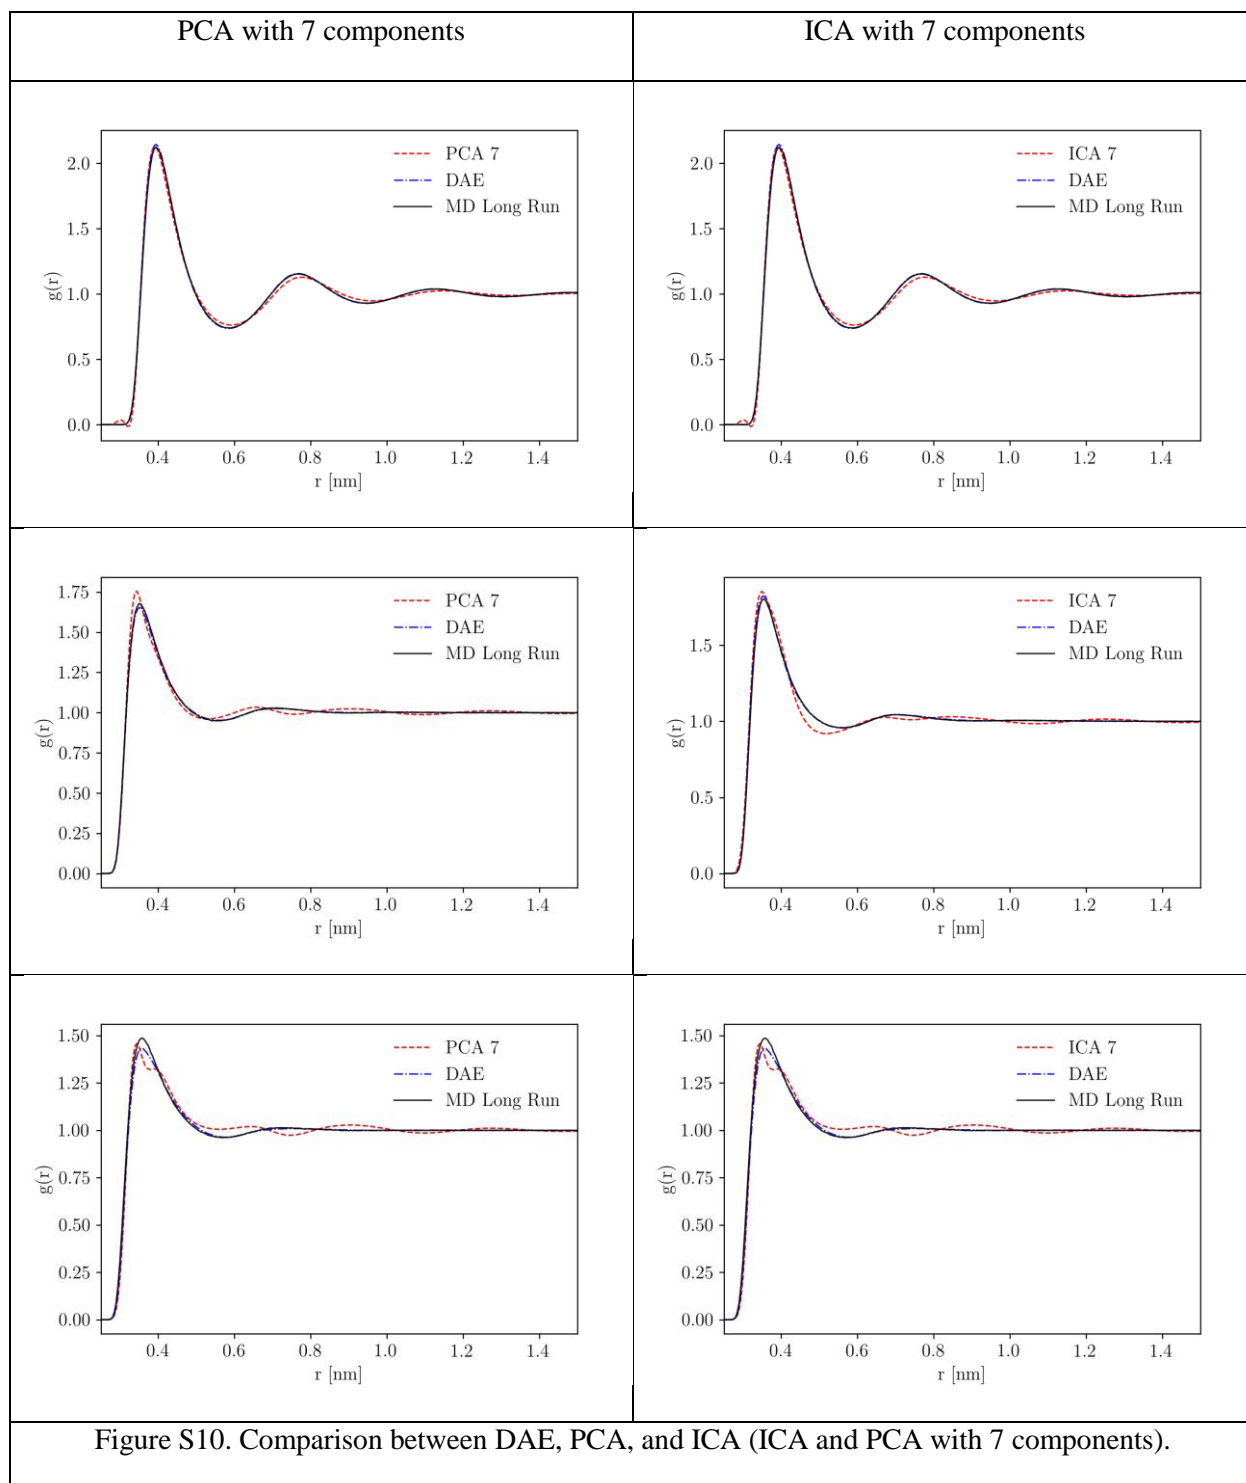 PCA with 7 components
ICA with 7 components
PCA 7
DAE
MD Long Run
g(r)
2.0
1.5
1.0
0.5
0.0
0.4 0.6 0.8 1.0 1.2 1.4
r [nm]
ICA 7
DAE
MD Long Run
g(r)
2.0
1.5
1.0
0.5
0.0
0.4 0.6 0.8 1.0 1.2 1.4
r [nm]
PCA 7
DAE
MD Long Run
g(r)
1.75
1.50
1.25
1.00
0.75
0.50
0.25
0.00
0.4 0.6 0.8 1.0 1.2 1.4
r [nm]
ICA 7
DAE
MD Long Run
g(r)
1.5
1.0
0.5
0.0
0.4 0.6 0.8 1.0 1.2 1.4
r [nm]
PCA 7
DAE
MD Long Run
g(r)
1.50
1.25
1.00
0.75
0.50
0.25
0.00
0.4 0.6 0.8 1.0 1.2 1.4
r [nm]
ICA 7
DAE
MD Long Run
g(r)
1.50
1.25
1.00
0.75
0.50
0.25
0.00
0.4 0.6 0.8 1.0 1.2 1.4
r [nm]
Figure S10. Comparison between DAE, PCA, and ICA (ICA and PCA with 7 components).